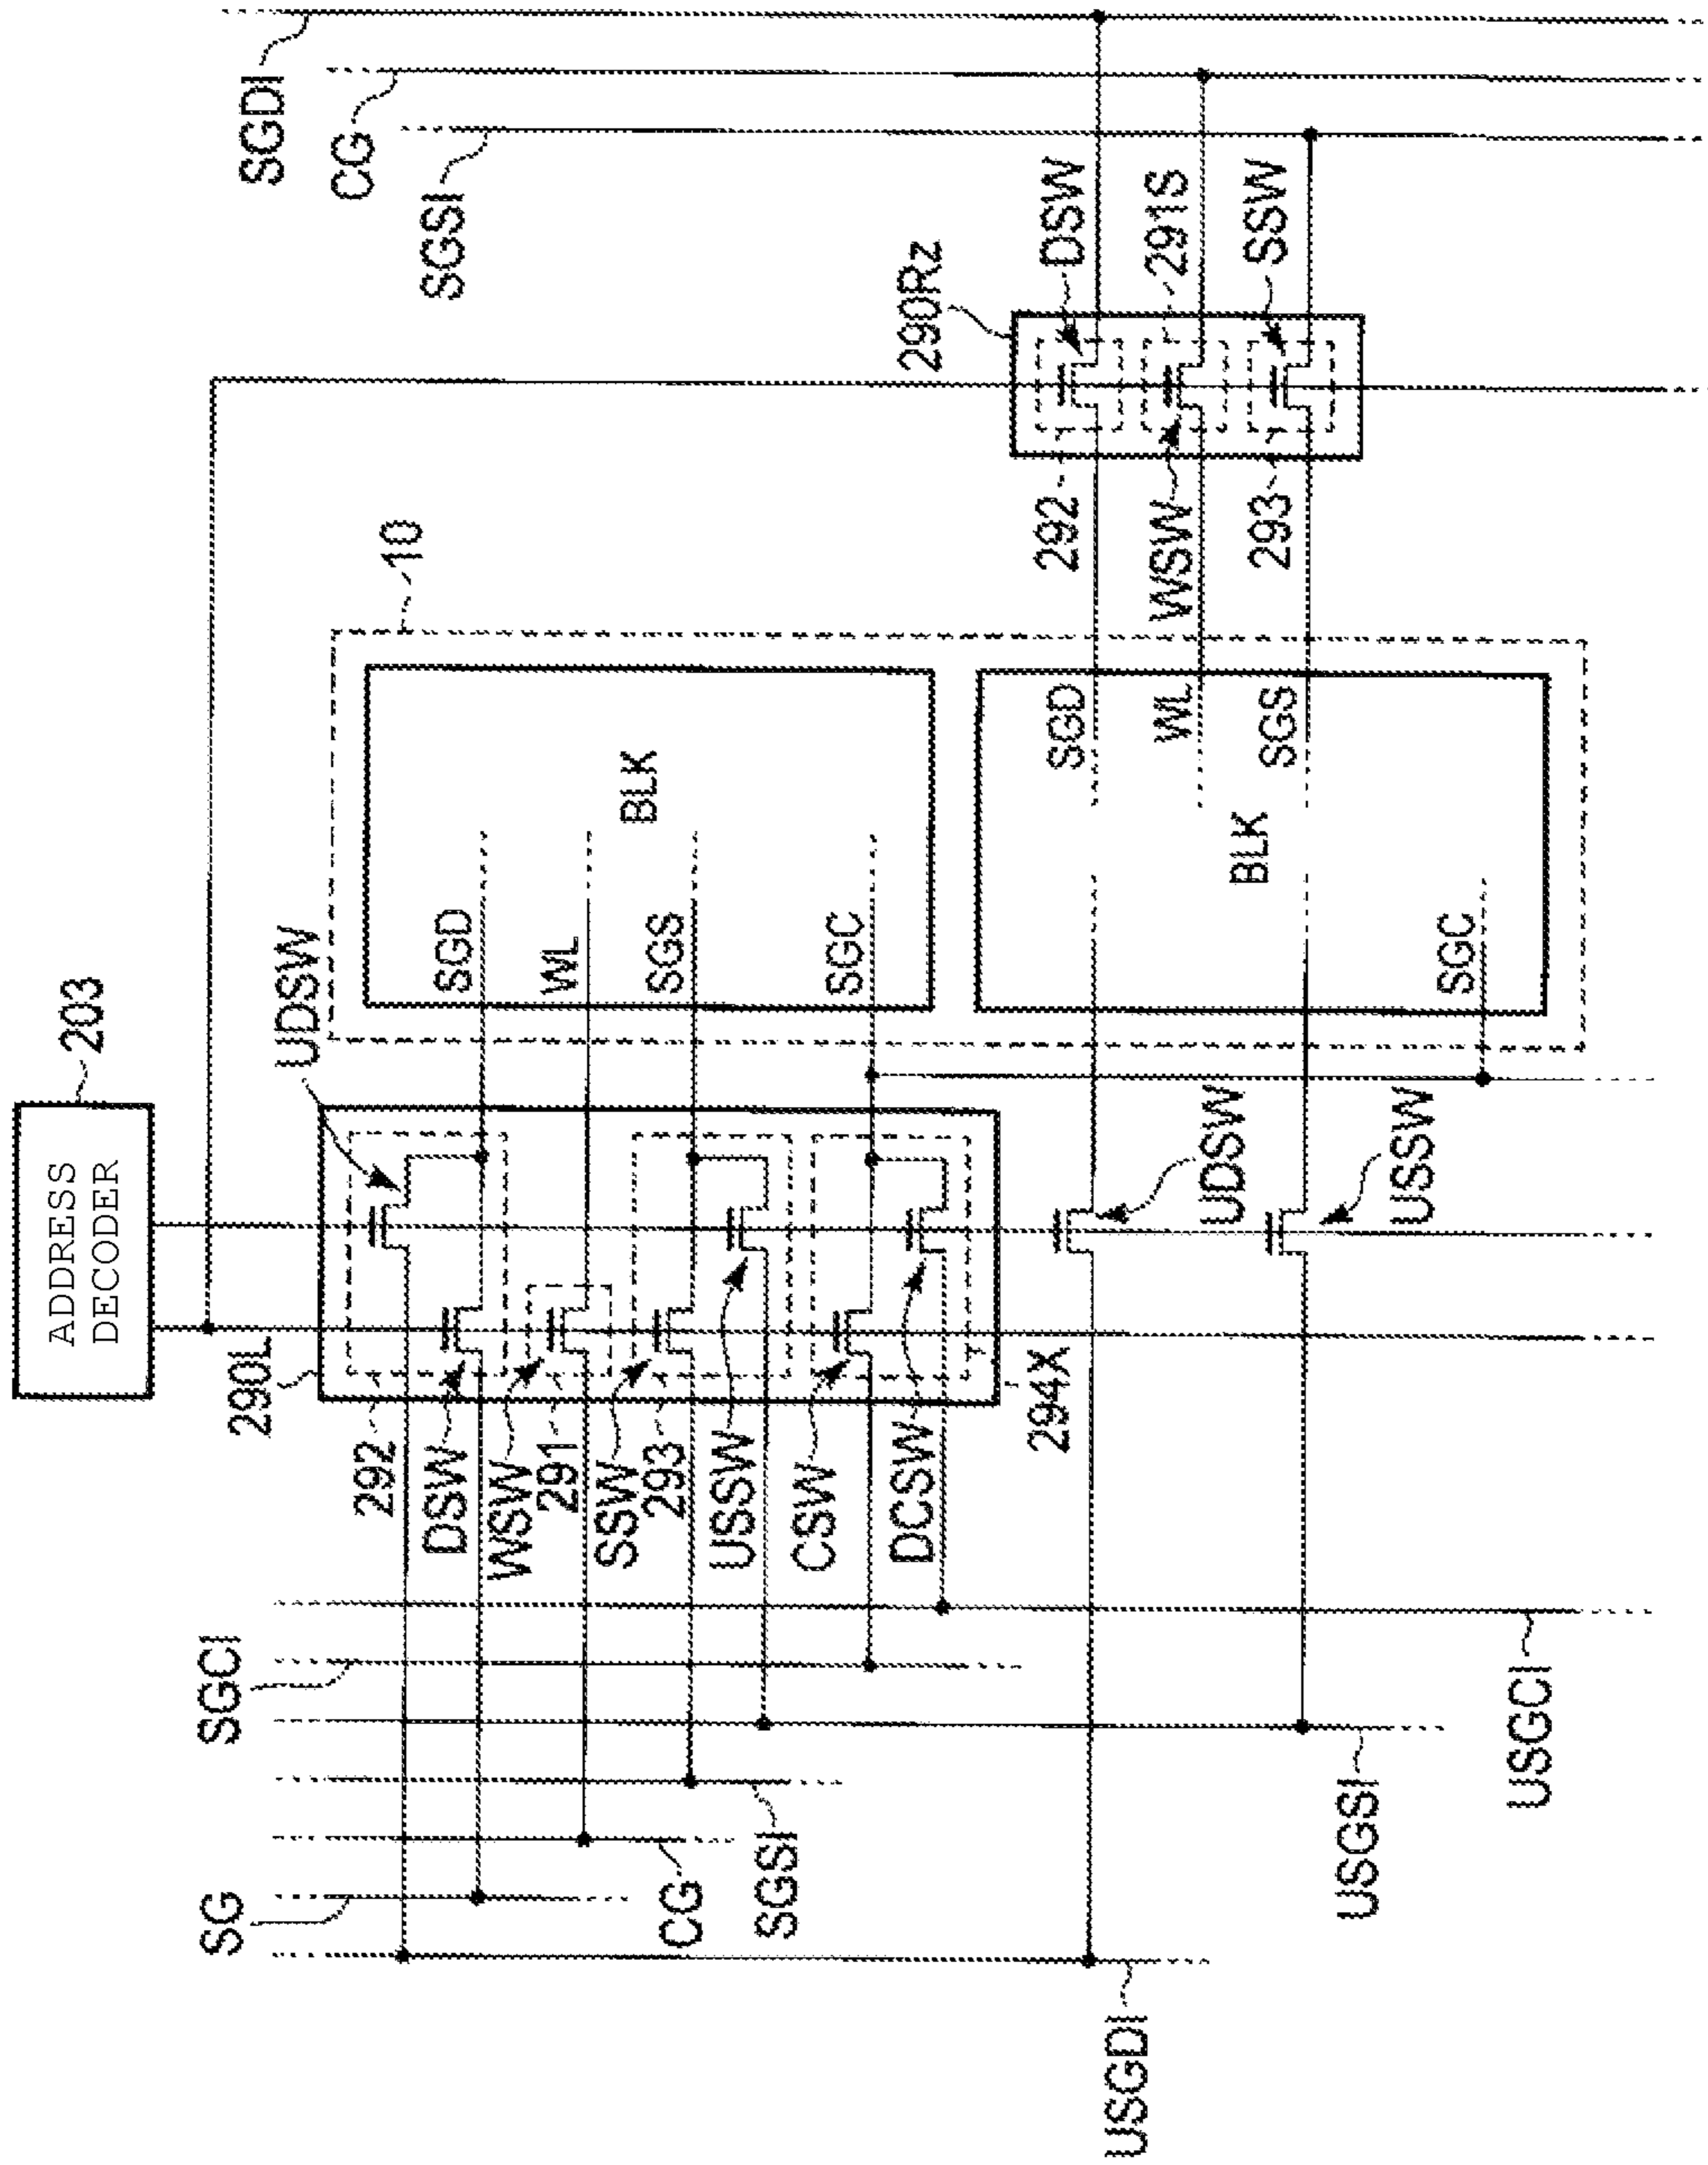 ADDRESS
DECODER
203
SGDI
CG
SGSI
UDSW
10
290Rz
DSW
291S
SSW
292
WSW
293
290L
SGD
WL
SGS
SGC
BLK
SGD
WL
SGS
BLK
SGC
292
DSW
WSW
291
SSW
293
USSW
CSW
DCSW
294X
UDSW
USSW
SGCI
SG
CG
SGSI
USGDI
USGSI
USGCI